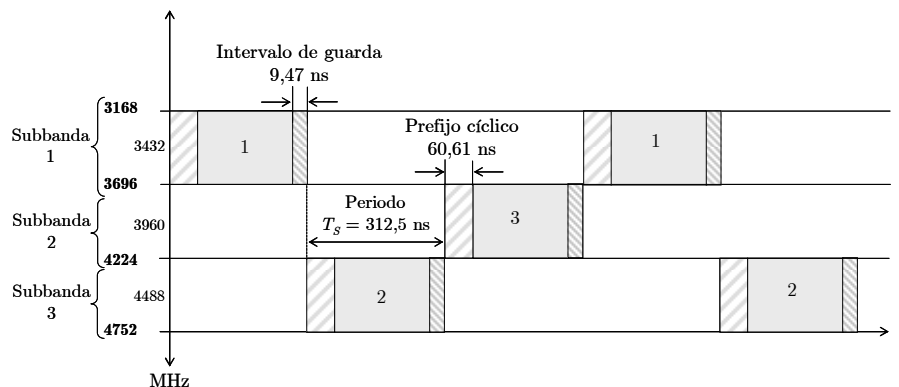 Intervalo de guarda
9,47 ns
3168
Subbanda
1
3432
1
Prefijo cíclico
60,61 ns
1
3696
Subbanda
2
3960
Periodo
T_S = 312,5 ns
3
4224
Subbanda
3
4488
2
2
4752
MHz